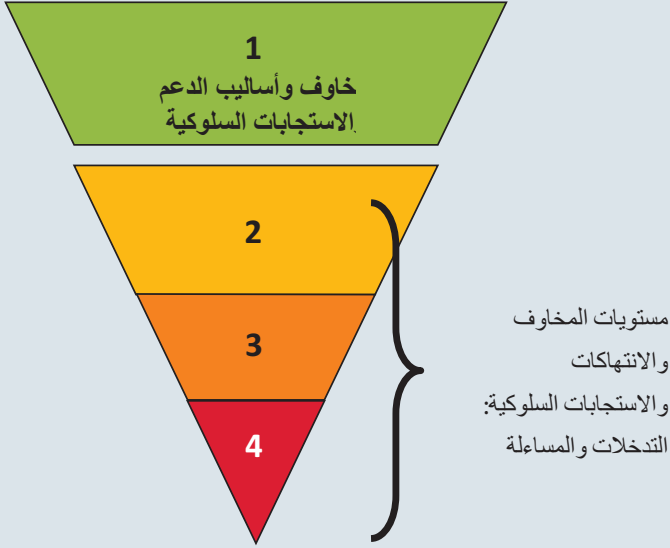 1
خاوف وأساليب الدعم
الاستجابات السلوكية
2
3
4
مستويات المخاوف
والانتهاكات
والاستجابات السلوكية:
التدخلات والمساءلة